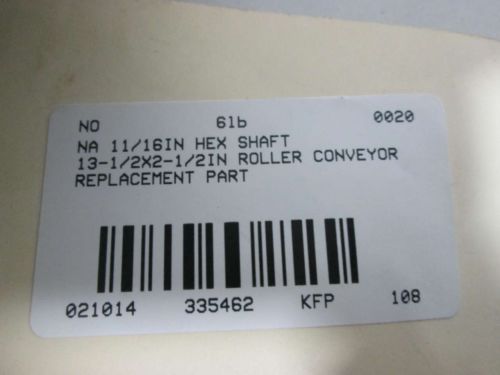 NO 61b 0020
NA 11/16IN HEX SHAFT
13-1/2X2-1/2IN ROLLER CONVEYOR
REPLACEMENT PART
021014 335462 KFP 108